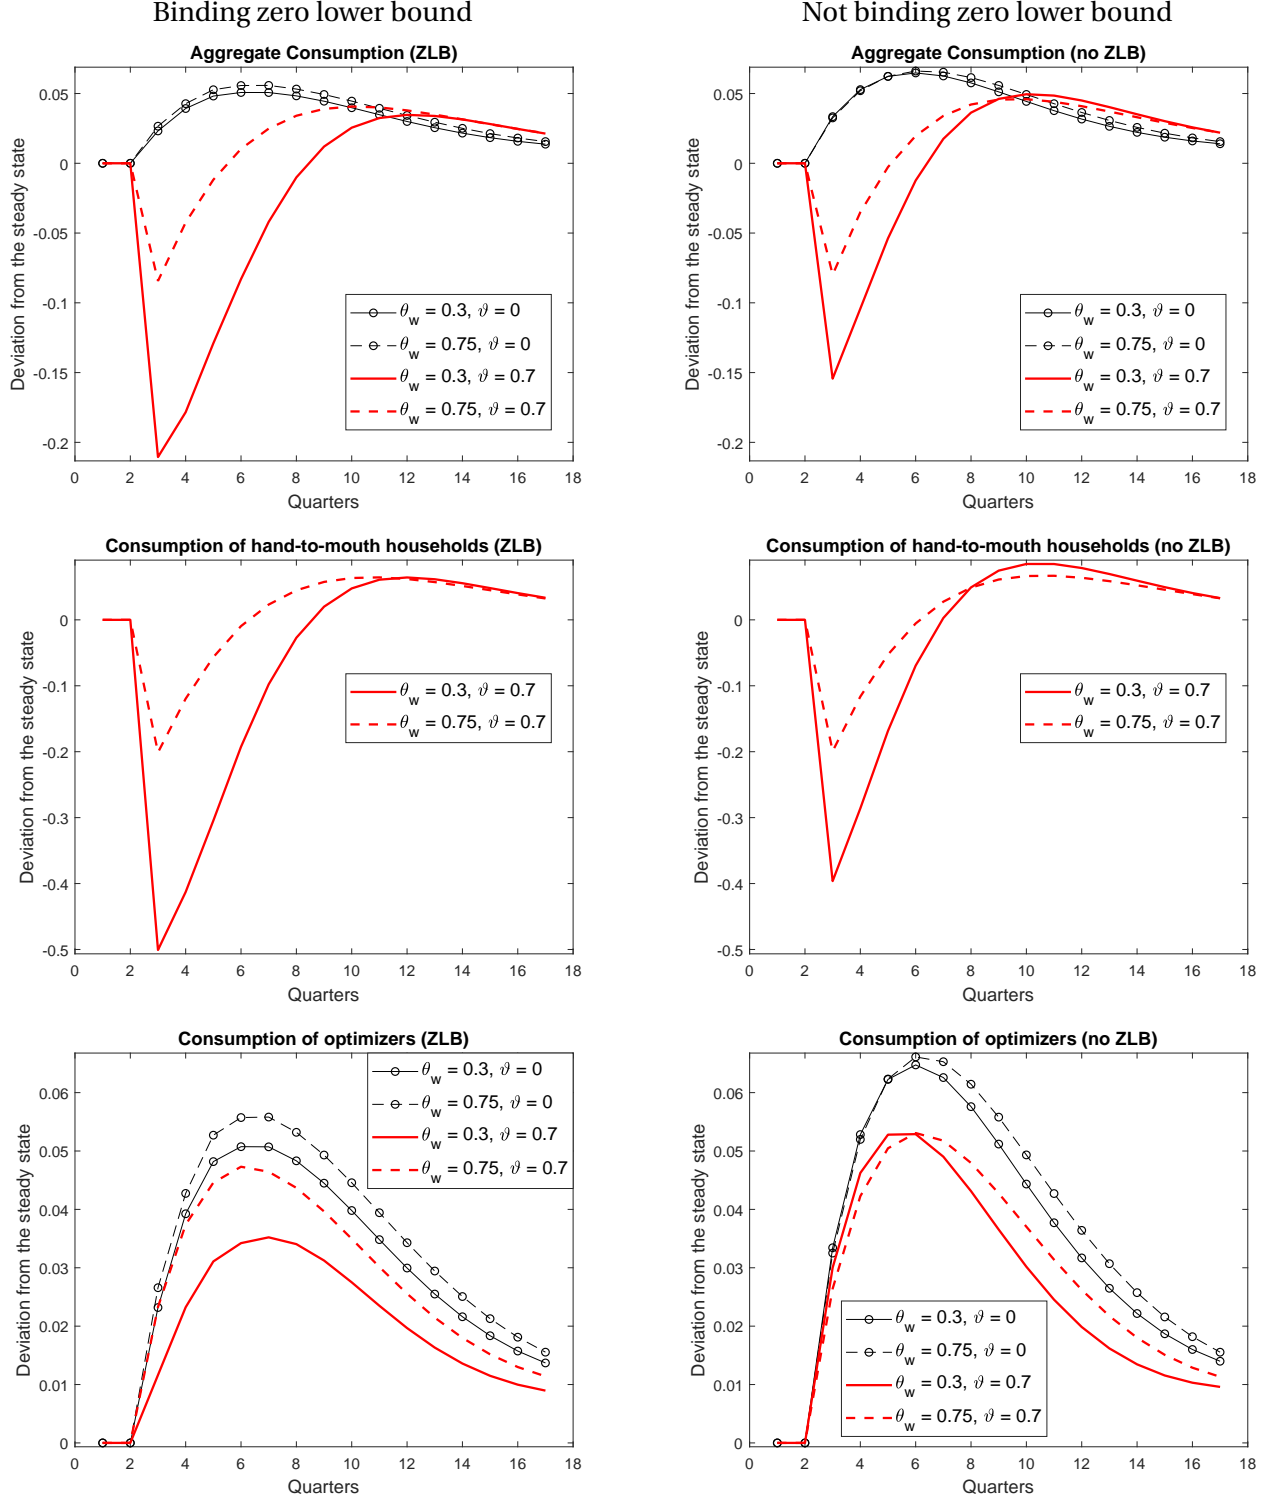 Binding zero lower bound
Not binding zero lower bound
Aggregate Consumption (ZLB)
Deviation from the steady state
0.05
0
-0.05
-0.1
-0.15
-0.2
0 2 4 6 8 10 12 14 16 18
Quarters
θw = 0.3, ϑ = 0
θw = 0.75, ϑ = 0
θw = 0.3, ϑ = 0.7
θw = 0.75, ϑ = 0.7
Aggregate Consumption (no ZLB)
Deviation from the steady state
0.05
0
-0.05
-0.1
-0.15
-0.2
0 2 4 6 8 10 12 14 16 18
Quarters
θw = 0.3, ϑ = 0
θw = 0.75, ϑ = 0
θw = 0.3, ϑ = 0.7
θw = 0.75, ϑ = 0.7
Consumption of hand-to-mouth households (ZLB)
Deviation from the steady state
0
-0.1
-0.2
-0.3
-0.4
-0.5
0 2 4 6 8 10 12 14 16 18
Quarters
θw = 0.3, ϑ = 0.7
θw = 0.75, ϑ = 0.7
Consumption of hand-to-mouth households (no ZLB)
Deviation from the steady state
0
-0.1
-0.2
-0.3
-0.4
-0.5
0 2 4 6 8 10 12 14 16 18
Quarters
θw = 0.3, ϑ = 0.7
θw = 0.75, ϑ = 0.7
Consumption of optimizers (ZLB)
Deviation from the steady state
0.06
0.05
0.04
0.03
0.02
0.01
0
0 2 4 6 8 10 12 14 16 18
Quarters
θw = 0.3, ϑ = 0
θw = 0.75, ϑ = 0
θw = 0.3, ϑ = 0.7
θw = 0.75, ϑ = 0.7
Consumption of optimizers (no ZLB)
Deviation from the steady state
0.06
0.05
0.04
0.03
0.02
0.01
0
0 2 4 6 8 10 12 14 16 18
Quarters
θw = 0.3, ϑ = 0
θw = 0.75, ϑ = 0
θw = 0.3, ϑ = 0.7
θw = 0.75, ϑ = 0.7